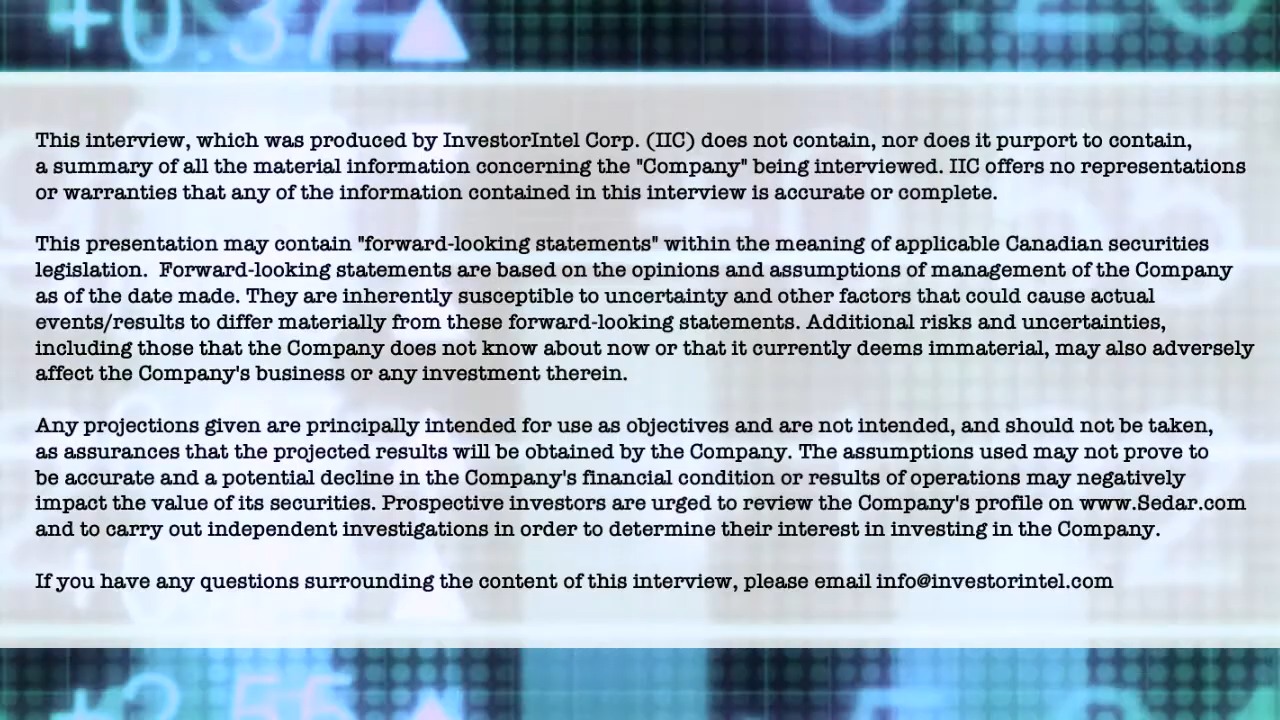 +0.37
This interview, which was produced by InvestorIntel Corp. (IIC) does not contain, nor does it purport to contain,
a summary of all the material information concerning the "Company" being interviewed. IIC offers no representations
or warranties that any of the information contained in this interview is accurate or complete.
This presentation may contain "forward-looking statements" within the meaning of applicable Canadian securities
legislation.  Forward-looking statements are based on the opinions and assumptions of management of the Company
as of the date made. They are inherently susceptible to uncertainty and other factors that could cause actual
events/results to differ materially from these forward-looking statements. Additional risks and uncertainties,
including those that the Company does not know about now or that it currently deems immaterial, may also adversely
affect the Company's business or any investment therein.
Any projections given are principally intended for use as objectives and are not intended, and should not be taken,
as assurances that the projected results will be obtained by the Company. The assumptions used may not prove to
be accurate and a potential decline in the Company's financial condition or results of operations may negatively
impact the value of its securities. Prospective investors are urged to review the Company's profile on www.Sedar.com
and to carry out independent investigations in order to determine their interest in investing in the Company.
If you have any questions surrounding the content of this interview, please email info@investorintel.com